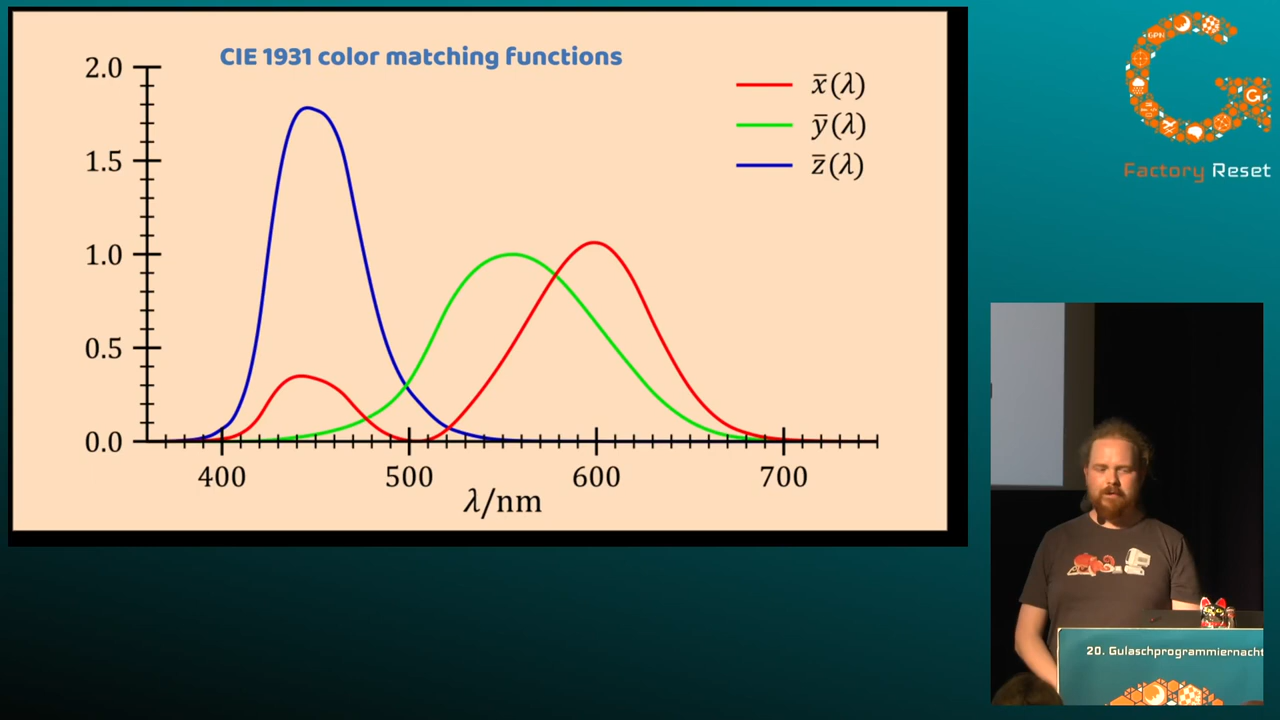 CIE 1931 color matching functions
2.0
1.5
1.0
0.5
0.0
x̄(λ)
ȳ(λ)
z̄(λ)
400
500
600
700
λ/nm
GPN
Factory Reset
20. Gulaschprogrammiernacht